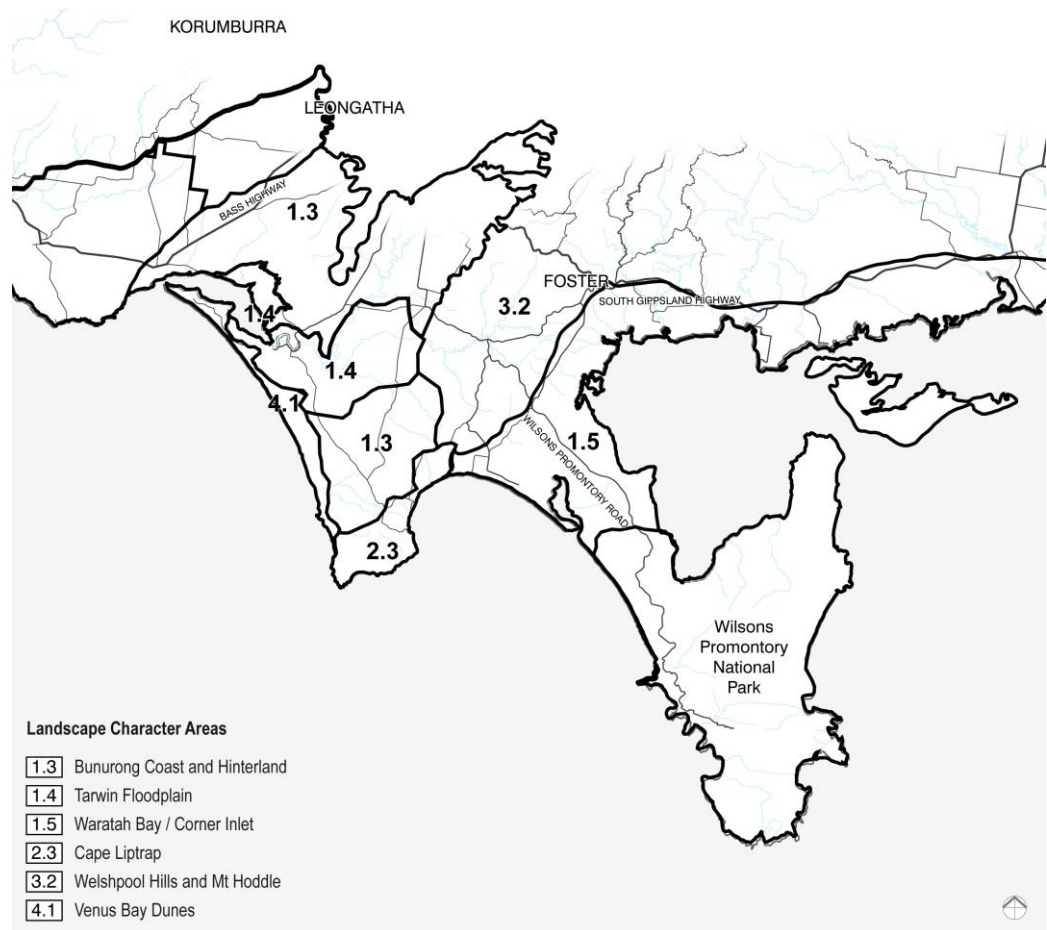 KORUMBURRA
LEONGATHA
BASS HIGHWAY
1.3
FOSTER
SOUTH GIPPSLAND HIGHWAY
3.2
1.4
1.4
4.1
1.3
1.5
WILSONS PROMONTORY ROAD
2.3
Wilsons
Promontory
National
Park
Landscape Character Areas
1.3 Bunurong Coast and Hinterland
1.4 Tarwin Floodplain
1.5 Waratah Bay / Corner Inlet
2.3 Cape Liptrap
3.2 Welshpool Hills and Mt Hoddle
4.1 Venus Bay Dunes